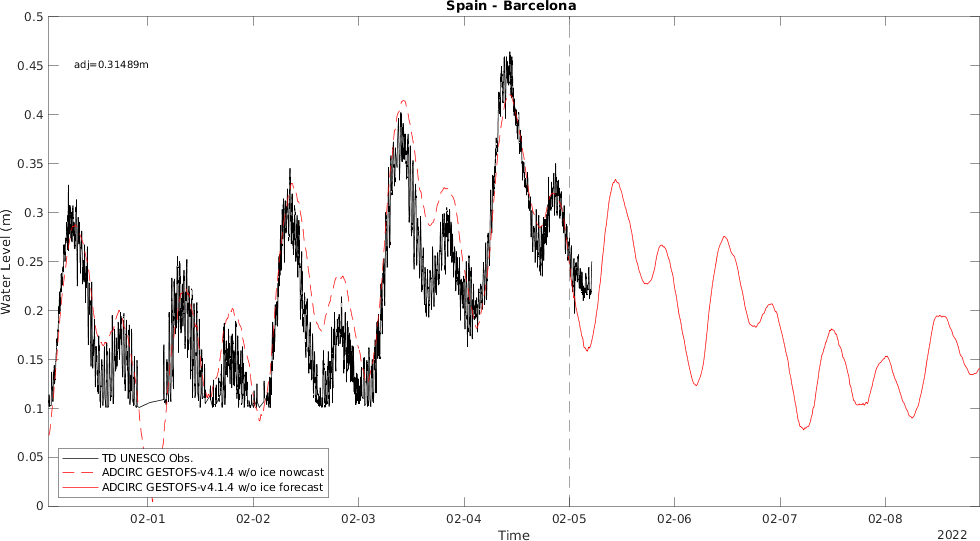 Spain - Barcelona
0.5
0.45
0.4
0.35
0.3
0.25
0.2
0.15
0.1
0.05
0
Water Level (m)
adj=0.31489m
TD UNESCO Obs.
ADCIRC GESTOFS-v4.1.4 w/o ice nowcast
ADCIRC GESTOFS-v4.1.4 w/o ice forecast
02-01 02-02 02-03 02-04 02-05 02-06 02-07 02-08
Time
2022